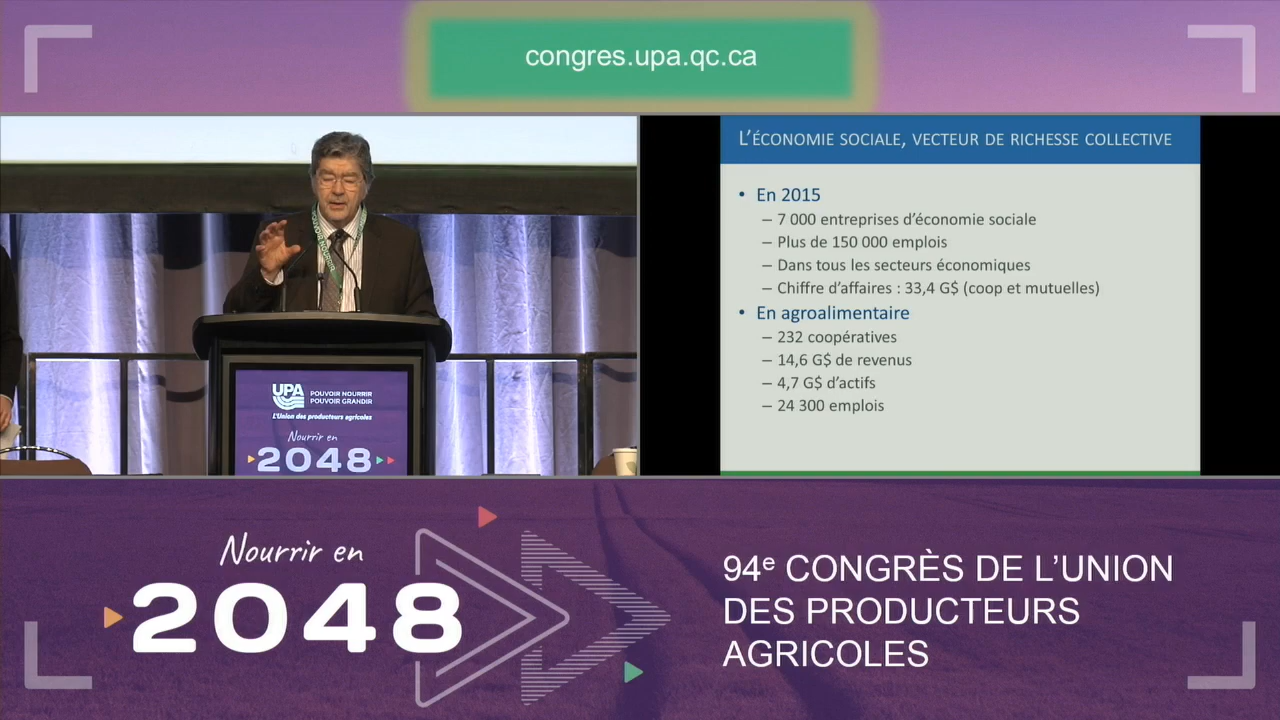 congres.upa.qc.ca
L'ÉCONOMIE SOCIALE, VECTEUR DE RICHESSE COLLECTIVE
• En 2015
– 7 000 entreprises d'économie sociale
– Plus de 150 000 emplois
– Dans tous les secteurs économiques
– Chiffre d'affaires : 33,4 G$ (coop et mutuelles)
• En agroalimentaire
– 232 coopératives
– 14,6 G$ de revenus
– 4,7 G$ d'actifs
– 24 300 emplois
UPA
POUVOIR NOURRIR
POUVOIR GRANDIR
L'Union des producteurs agricoles
Nourrir en
2048
Nourrir en
2048
94e CONGRÈS DE L'UNION
DES PRODUCTEURS
AGRICOLES